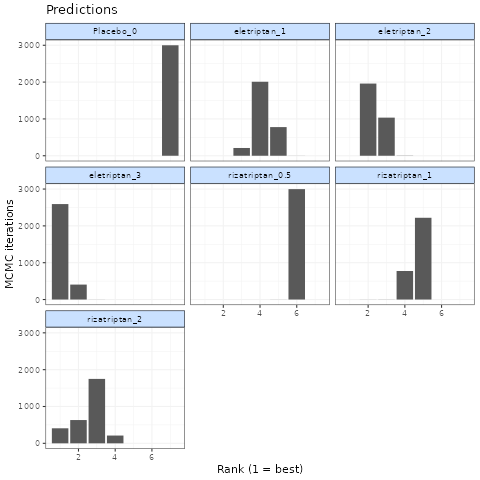 Predictions
Placebo_0 eletriptan_1 eletriptan_2
3000
2000
1000
0
eletriptan_3 rizatriptan_0.5 rizatriptan_1
3000
2000
1000
0
2 4 6 2 4 6
rizatriptan_2
3000
2000
1000
0
2 4 6
MCMC iterations
Rank (1 = best)